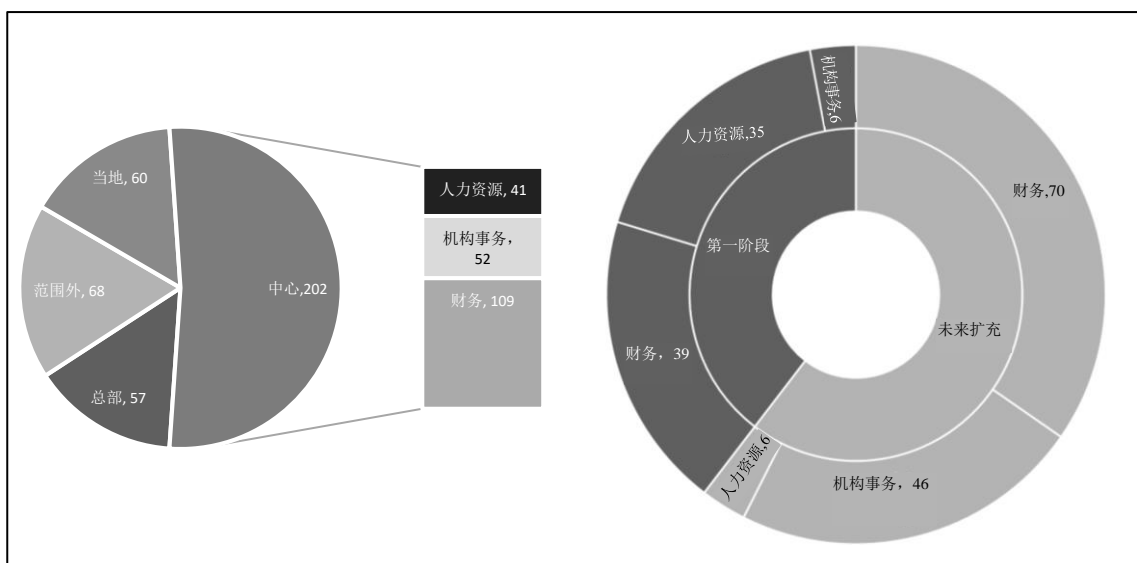 当地, 60
范围外, 68
总部, 57
中心,202
人力资源, 41
机构事务，
52
财务, 109
机构事务,6
人力资源,35
第一阶段
财务，39
财务,70
未来扩充
人力资源,6
机构事务，46